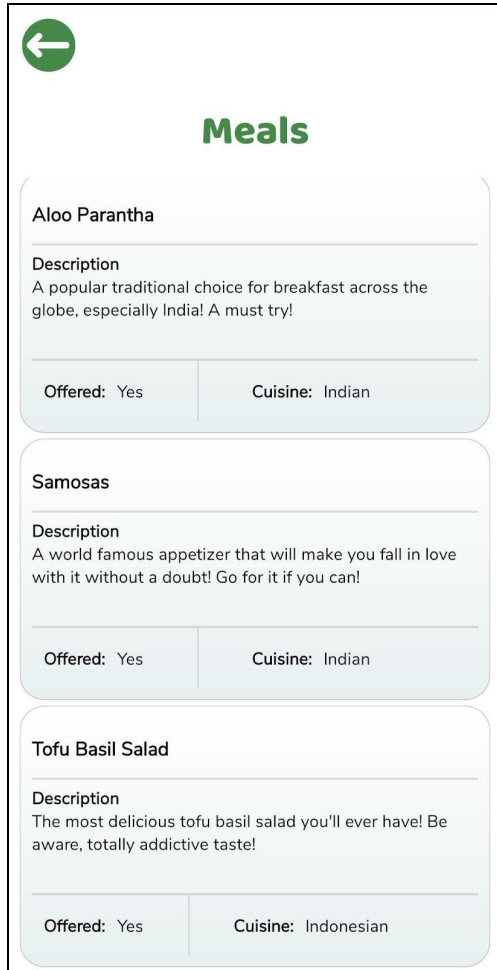 Meals
Aloo Parantha
Description
A popular traditional choice for breakfast across the
globe, especially India! A must try!
Offered: Yes Cuisine: Indian
Samosas
Description
A world famous appetizer that will make you fall in love
with it without a doubt! Go for it if you can!
Offered: Yes Cuisine: Indian
Tofu Basil Salad
Description
The most delicious tofu basil salad you'll ever have! Be
aware, totally addictive taste!
Offered: Yes Cuisine: Indonesian